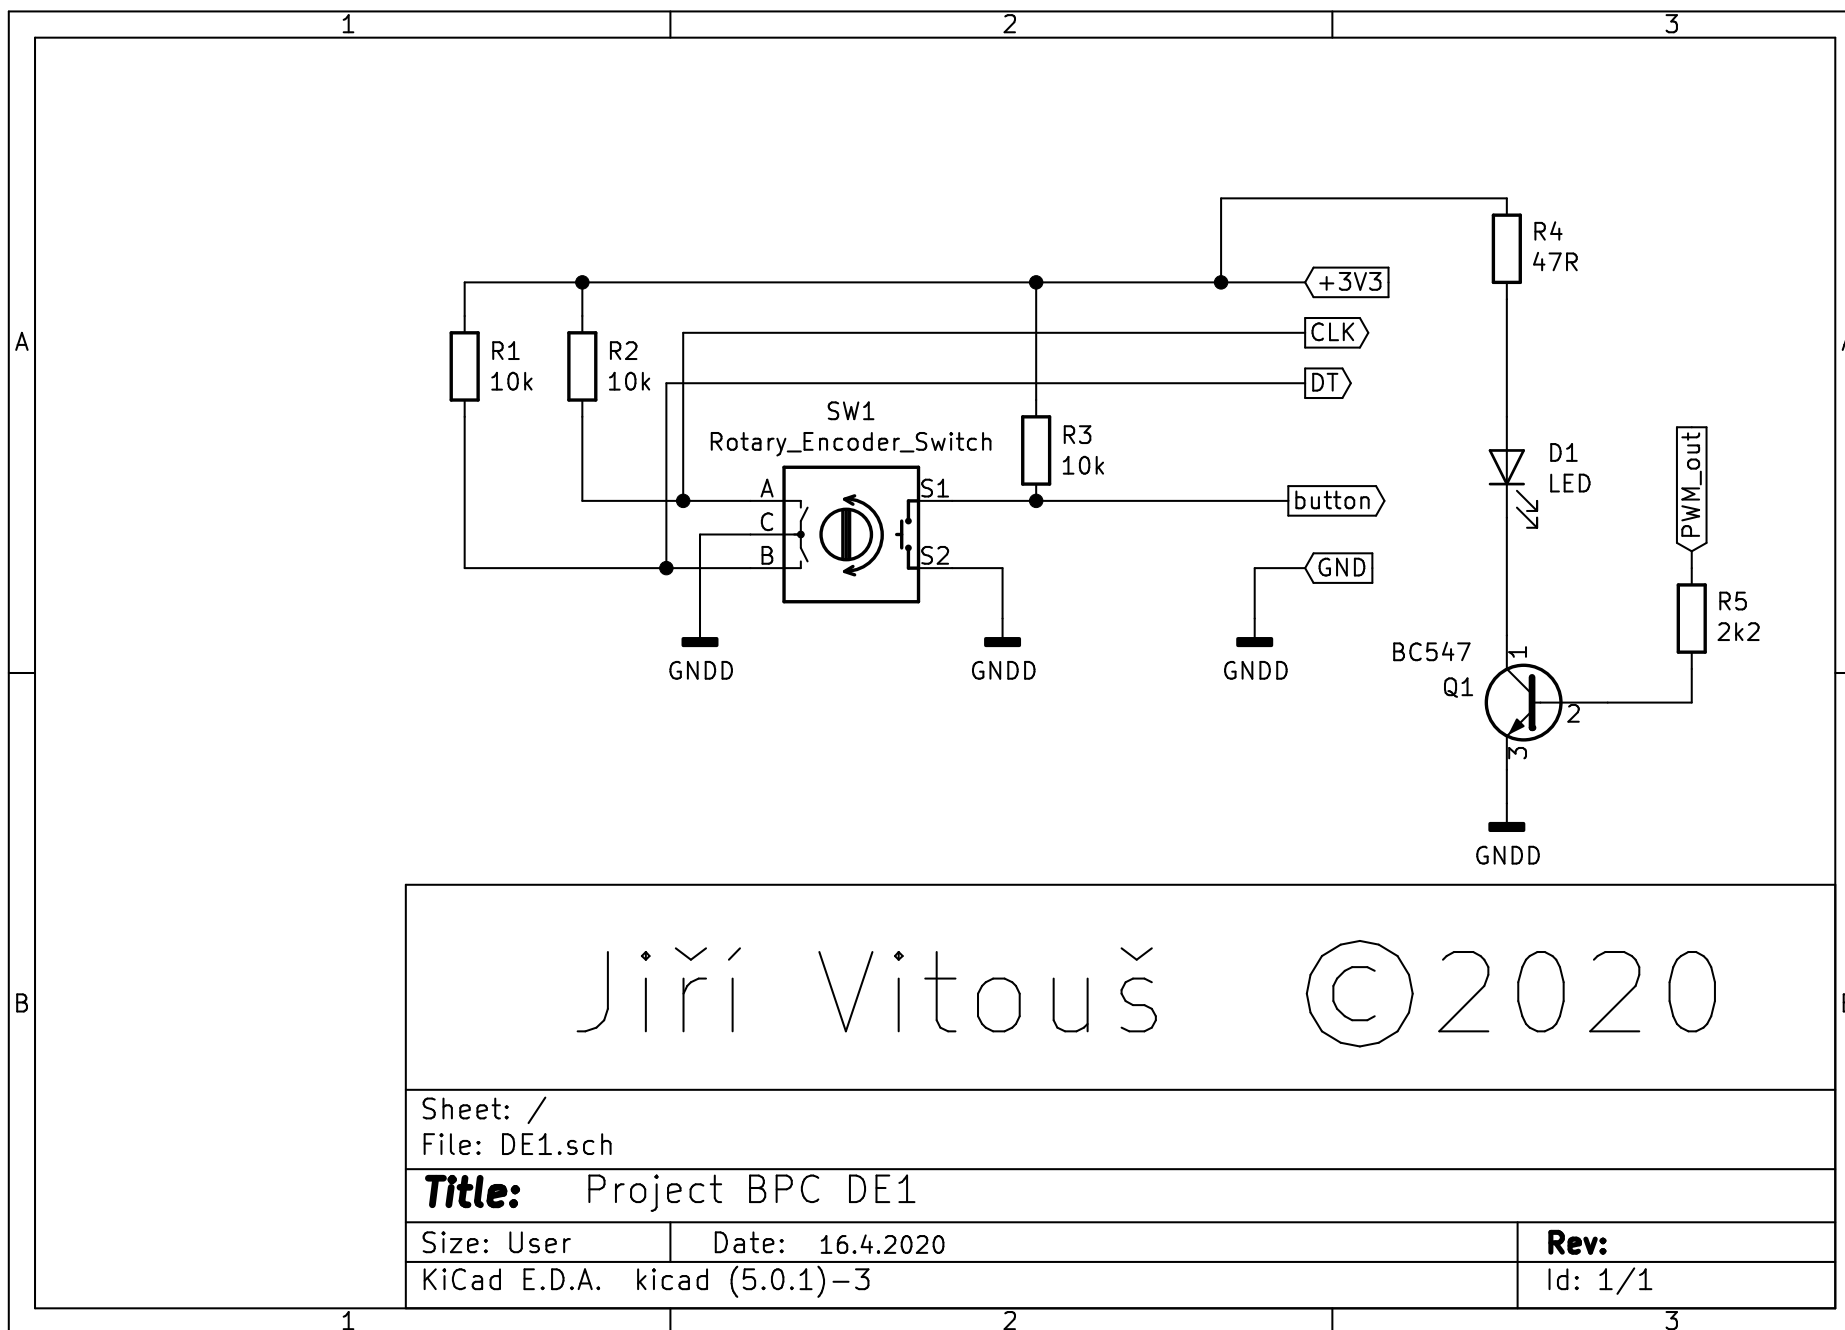 1 2 3
R4
47R
+3V3
CLK
A
R1
10k
R2
10k
DT
SW1
Rotary_Encoder_Switch
R3
10k
D1
LED
PWM_out
A
S1
button
C
B
S2
GND
R5
2k2
GNDD
GNDD
GNDD
BC547
1
Q1
2
3
GNDD
Jiří Vitouš ©2020
B
Sheet: /
File: DE1.sch
Title: Project BPC DE1
Size: User Date: 16.4.2020 Rev:
KiCad E.D.A. kicad (5.0.1)-3 Id: 1/1
1 2 3